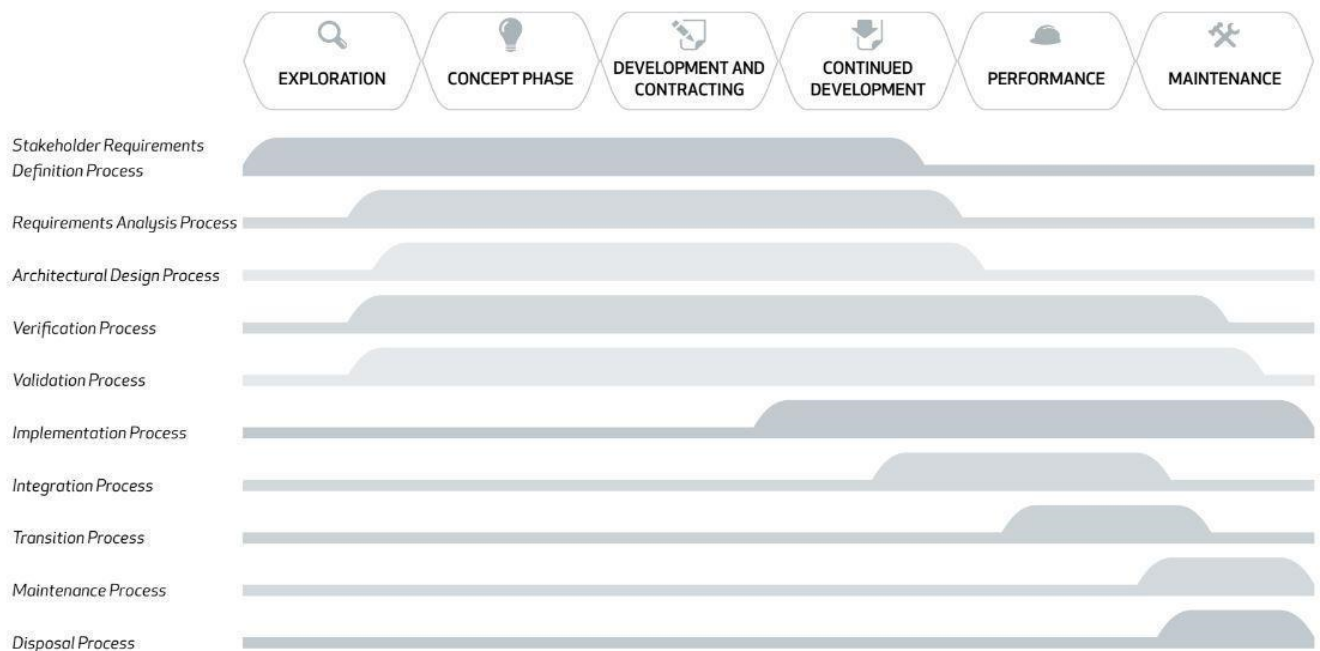 EXPLORATION
CONCEPT PHASE
DEVELOPMENT AND
CONTRACTING
CONTINUED
DEVELOPMENT
PERFORMANCE
MAINTENANCE
Stakeholder Requirements
Definition Process
Requirements Analysis Process
Architectural Design Process
Verification Process
Validation Process
Implementation Process
Integration Process
Transition Process
Maintenance Process
Disposal Process